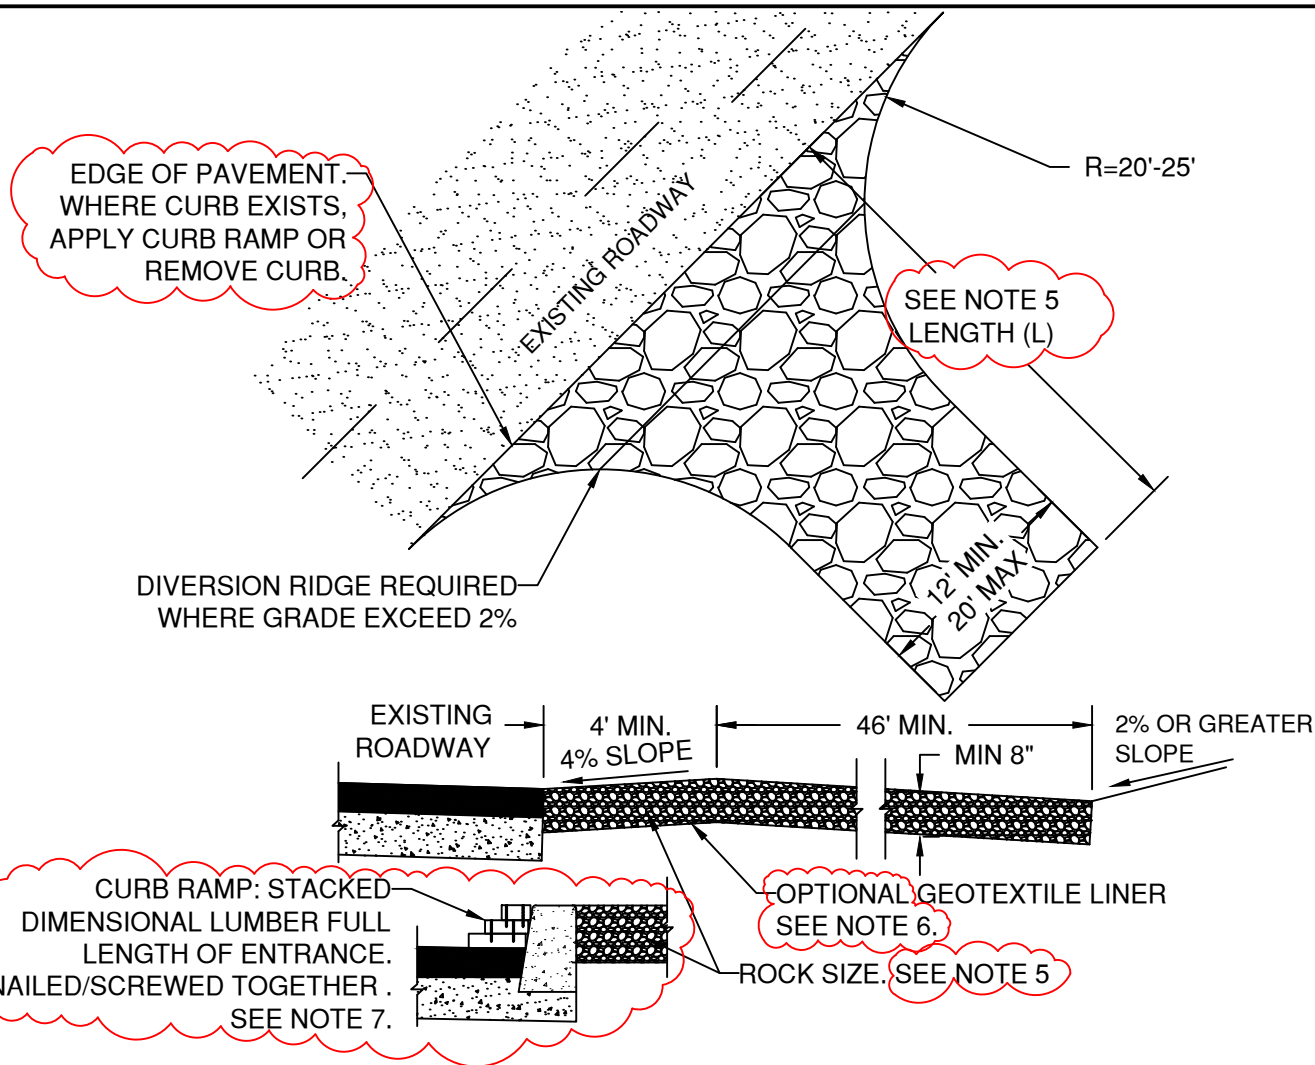 EDGE OF PAVEMENT.
WHERE CURB EXISTS,
APPLY CURB RAMP OR
REMOVE CURB.
EXISTING ROADWAY
R=20'-25'
SEE NOTE 5
LENGTH (L)
12' MIN.
20' MAX
DIVERSION RIDGE REQUIRED
WHERE GRADE EXCEED 2%
EXISTING
ROADWAY
4' MIN.
4% SLOPE
46' MIN.
MIN 8"
2% OR GREATER
SLOPE
CURB RAMP: STACKED
DIMENSIONAL LUMBER FULL
LENGTH OF ENTRANCE.
NAILED/SCREWED TOGETHER .
SEE NOTE 7.
OPTIONAL GEOTEXTILE LINER
SEE NOTE 6.
ROCK SIZE. SEE NOTE 5